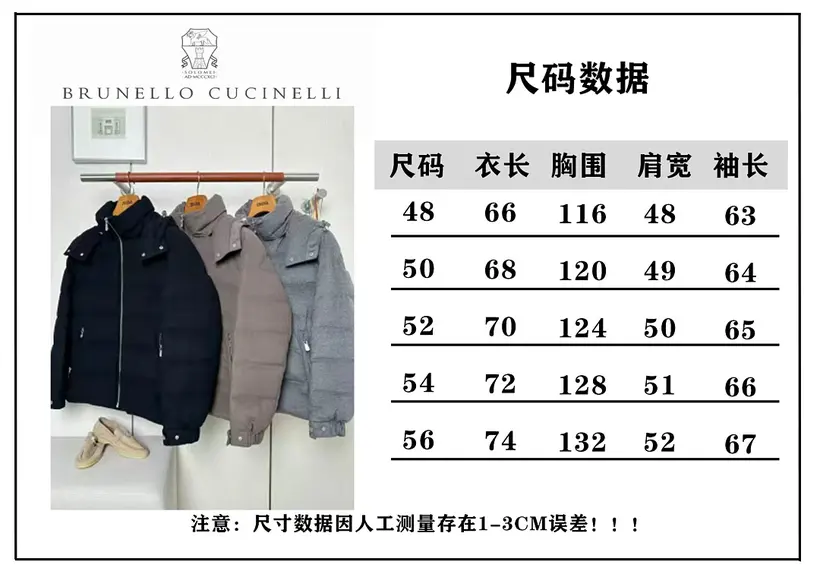 SOLOMEO
AD·MCCCXCI
BRUNELLO CUCINELLI
尺码数据
尺码 衣长 胸围 肩宽 袖长
48 66 116 48 63
50 68 120 49 64
52 70 124 50 65
54 72 128 51 66
56 74 132 52 67
注意：尺寸数据因人工测量存在1-3CM误差！！！